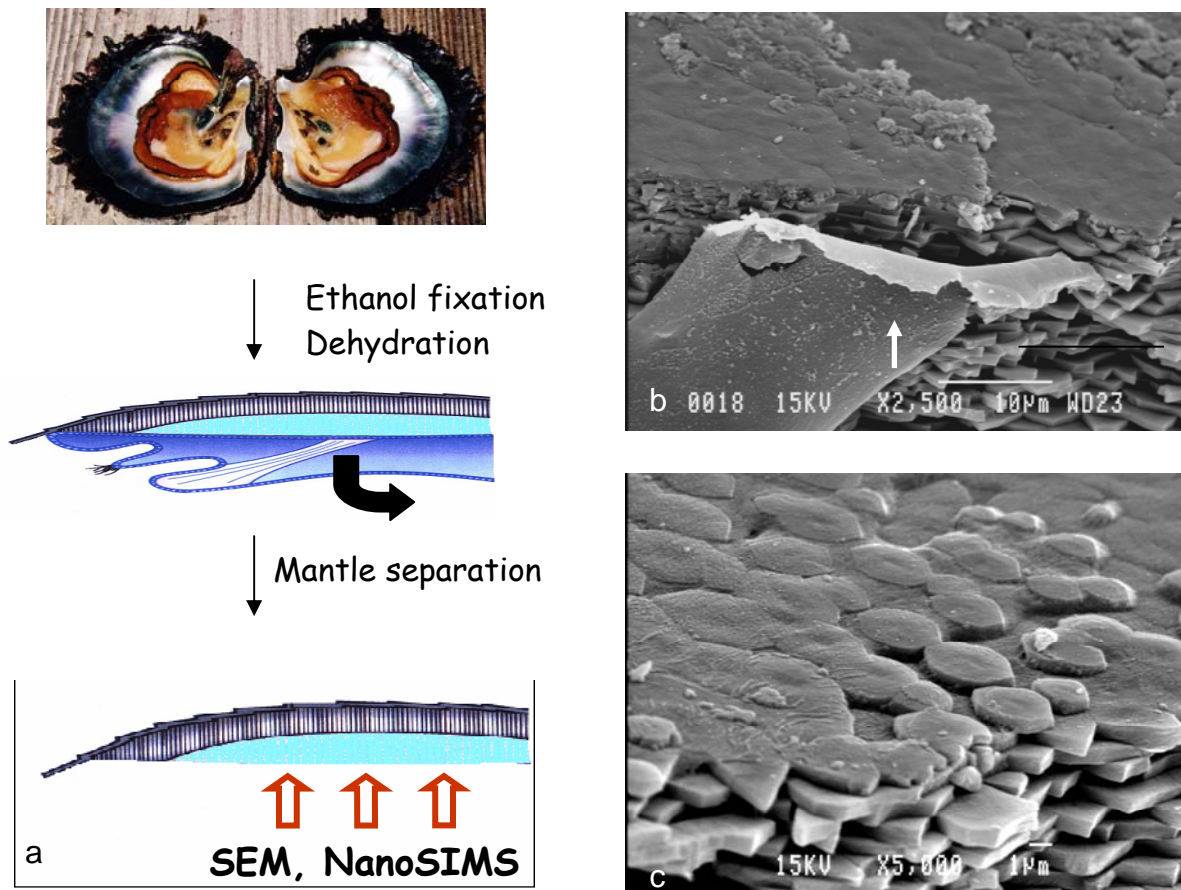 Ethanol fixation
Dehydration
Mantle separation
SEM, NanoSIMS
a
b 0018 15KV X2,500 10µm WD23
15KV X5,000 1µm
c